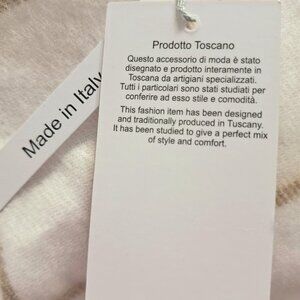 Prodotto Toscano
Questo accessorio di moda è stato
disegnato e prodotto interamente in
Toscana da artigiani specializzati.
Tutti i particolari sono stati studiati per
conferire ad esso stile e comodità.
This fashion item has been designed
and traditionally produced in Tuscany.
It has been studied to give a perfect mix
of style and comfort.
Made in Italy